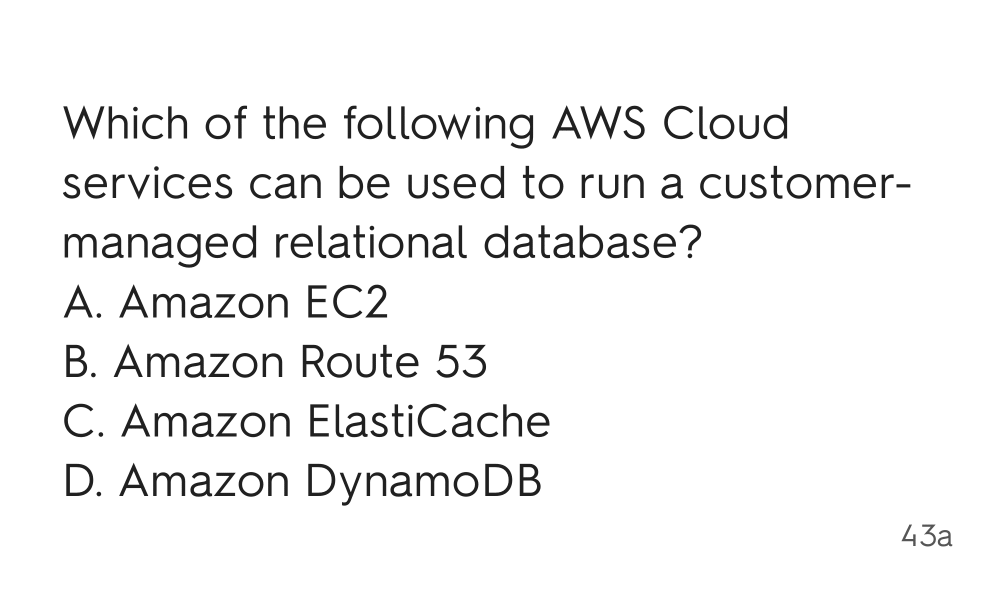 Which of the following AWS Cloud
services can be used to run a customer-
managed relational database?
A. Amazon EC2
B. Amazon Route 53
C. Amazon ElastiCache
D. Amazon DynamoDB
43a